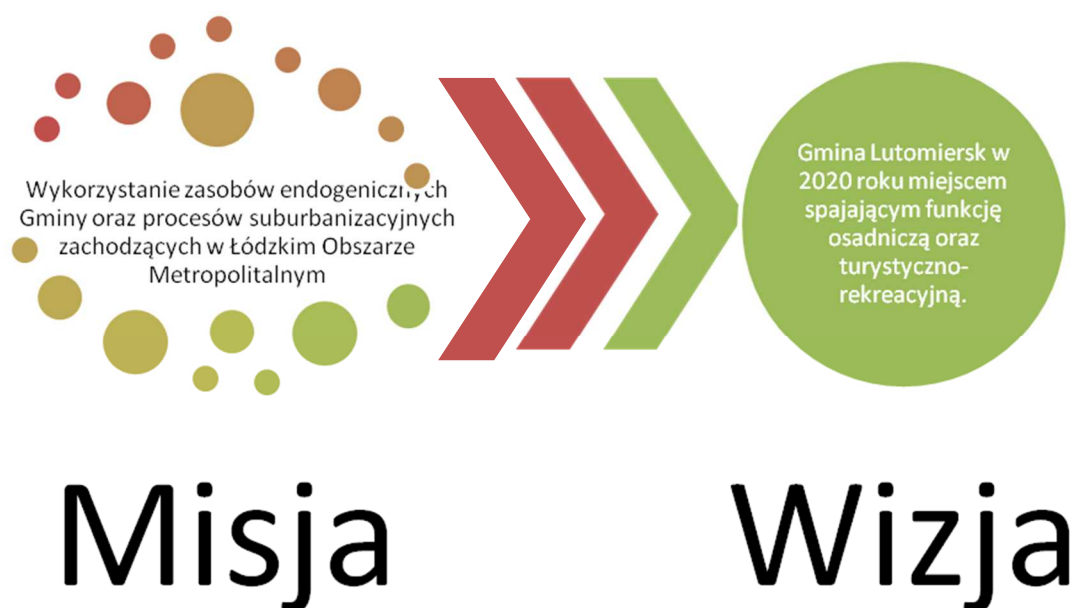 Wykorzystanie zasobów endogenicznych
Gminy oraz procesów suburbanizacyjnych
zachodzących w Łódzkim Obszarze
Metropolitalnym
Gmina Lutomiersk w
2020 roku miejscem
spajającym funkcję
osadniczą oraz
turystyczno-
rekreacyjną.
Misja
Wizja